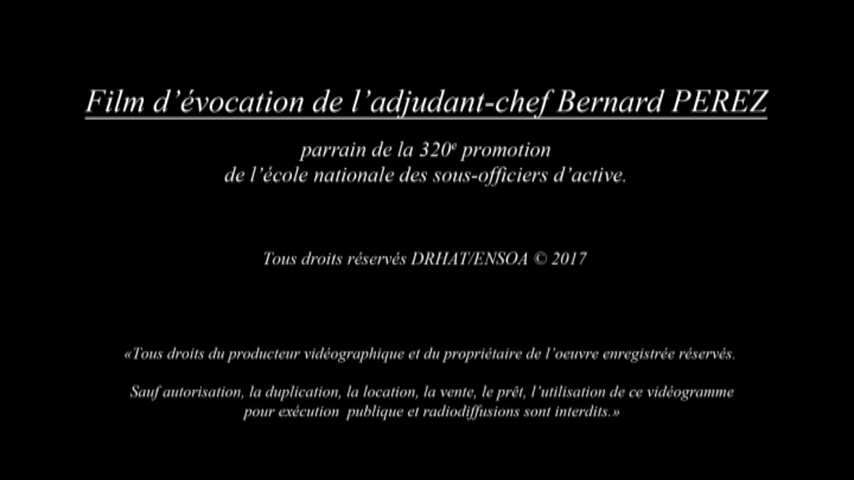 Film d’évocation de l’adjudant-chef Bernard PEREZ
parrain de la 320e promotion
de l’école nationale des sous-officiers d’active.
Tous droits réservés DRHAT/ENSOA © 2017
«Tous droits du producteur vidéographique et du propriétaire de l’oeuvre enregistrée réservés.
Sauf autorisation, la duplication, la location, la vente, le prêt, l’utilisation de ce vidéogramme
pour exécution publique et radiodiffusions sont interdits.»